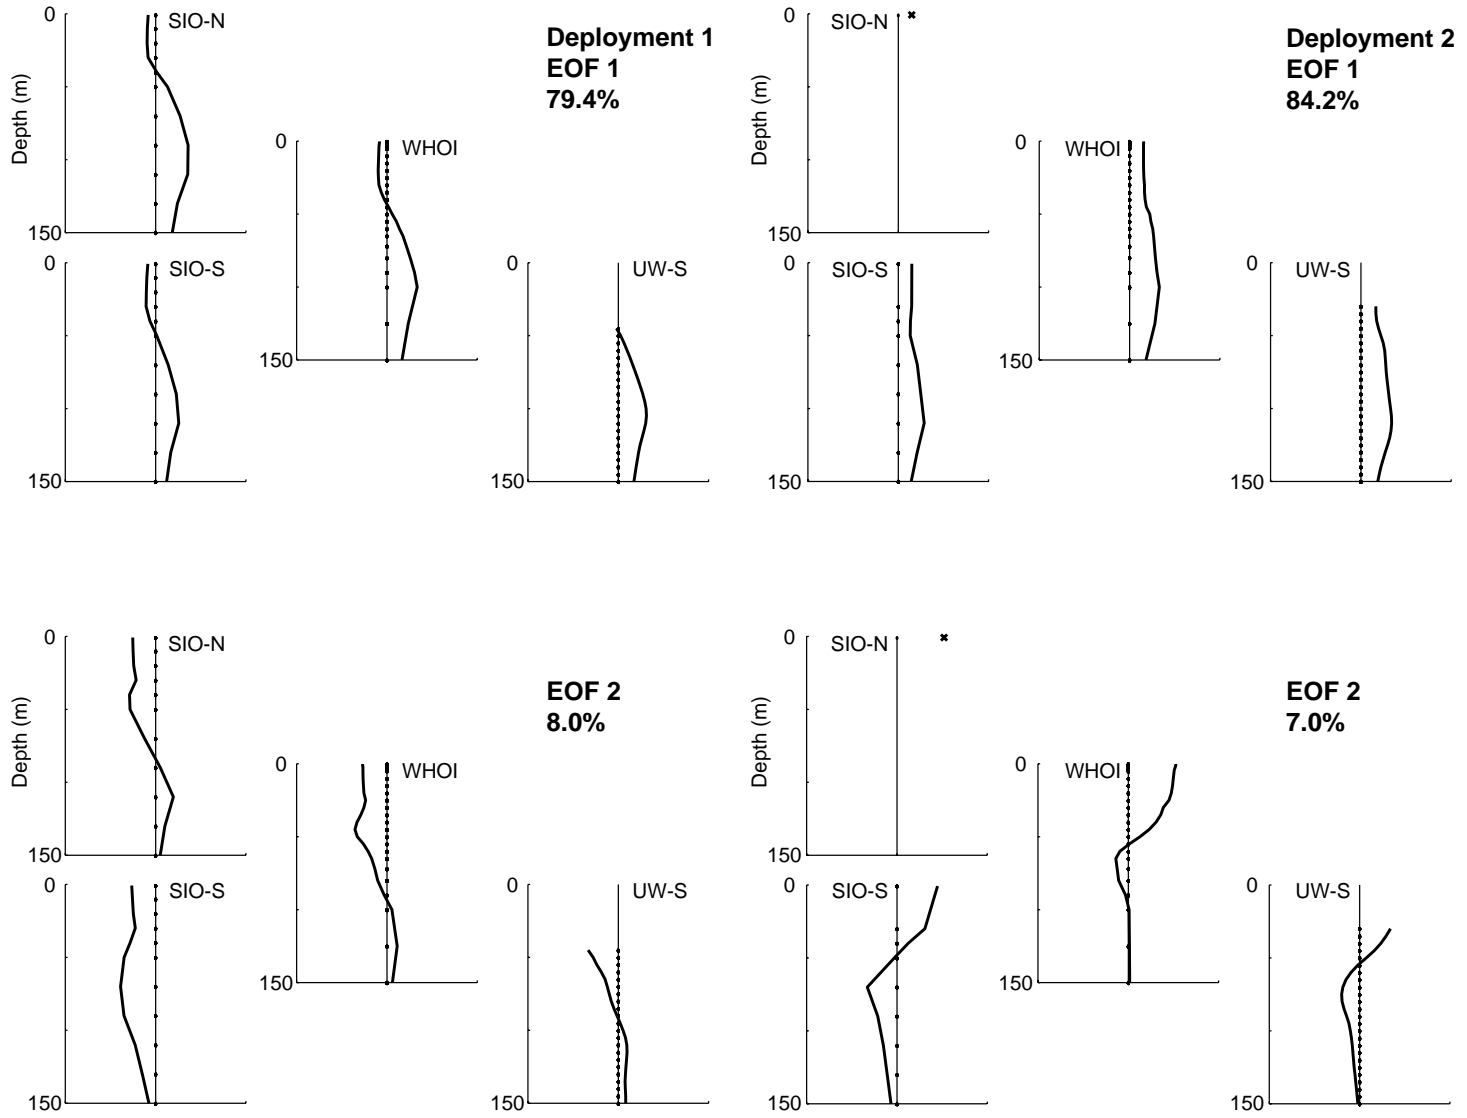 0
SIO-N
Depth (m)
150
Deployment 1
EOF 1
79.4%
0
WHOI
150
0
SIO-S
150
0
UW-S
150
0
SIO-N
Depth (m)
150
Deployment 2
EOF 1
84.2%
0
WHOI
150
0
SIO-S
150
0
UW-S
150
0
SIO-N
Depth (m)
150
EOF 2
8.0%
0
WHOI
150
0
SIO-S
150
0
UW-S
150
0
SIO-N
Depth (m)
150
EOF 2
7.0%
0
WHOI
150
0
SIO-S
150
0
UW-S
150